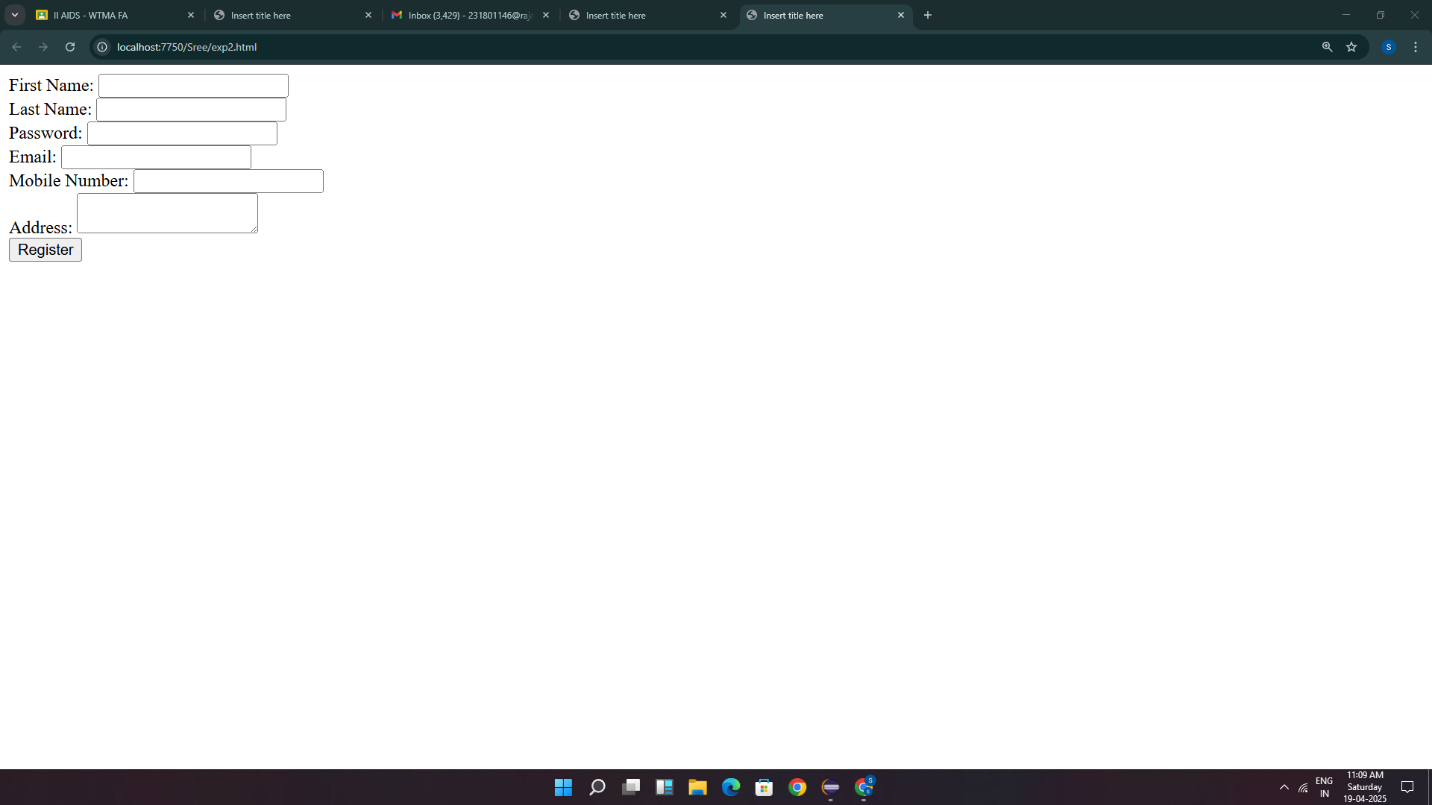 II AIDS - WTMA FA
Insert title here
Inbox (3,429) - 231801146@raja
Insert title here
Insert title here
localhost:7750/Sree/exp2.html
S
First Name:
Last Name:
Password:
Email:
Mobile Number:
Address:
Register
S
ENG
IN
11:09 AM
Saturday
19-04-2025